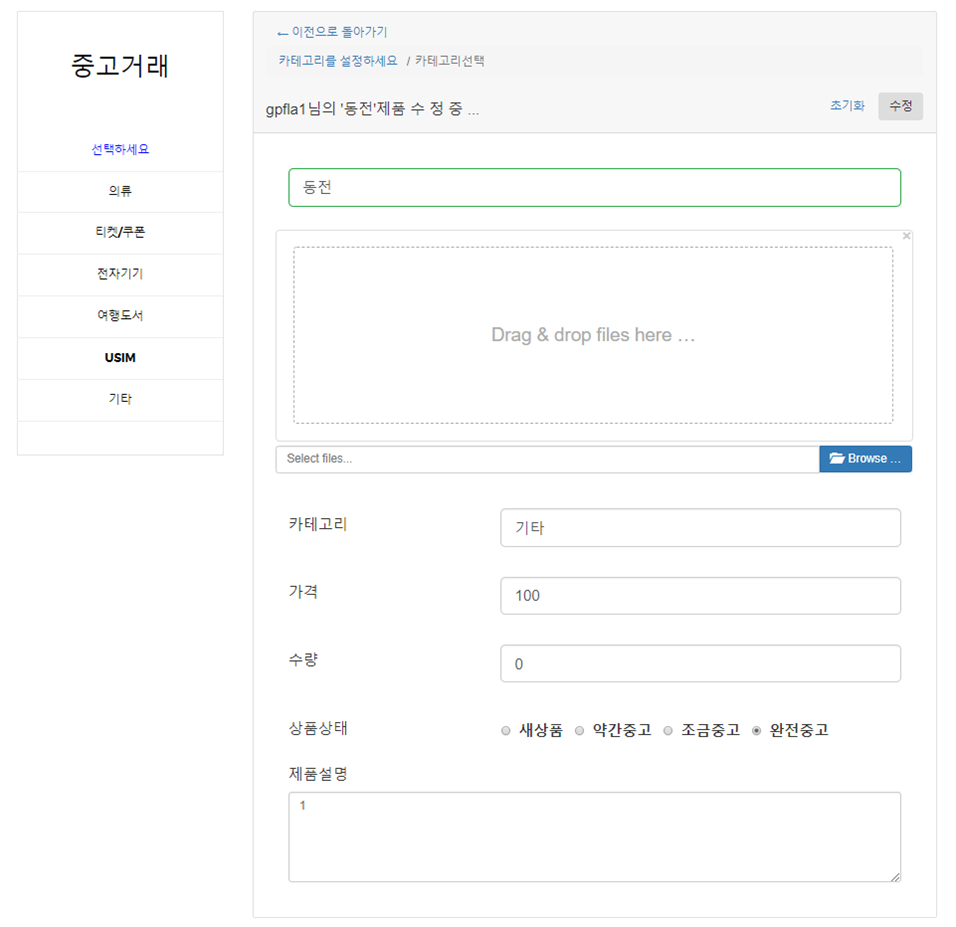 중고거래
선택하세요
의류
티켓/쿠폰
전자기기
여행도서
USIM
기타
← 이전으로 돌아가기
카테고리를 설정하세요 / 카테고리선택
gpfla1님의 '동전'제품 수 정 중 ...
초기화 수정
동전
×
Drag & drop files here …
Select files...
Browse ...
카테고리 기타
가격 100
수량 0
상품상태 새상품 약간중고 조금중고 완전중고
제품설명
1